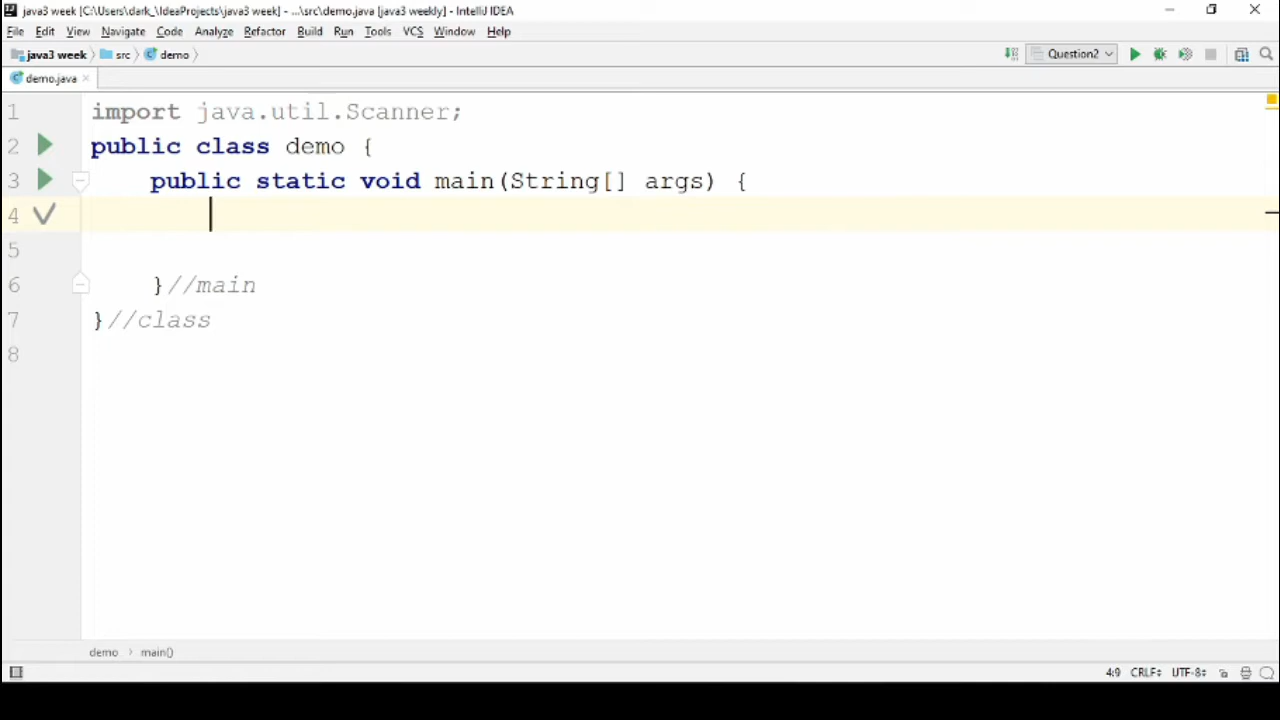 java3 week [C:\Users\dark_\IdeaProjects\java3 week] - ...\src\demo.java [java3 weekly] - IntelliJ IDEA
File Edit View Navigate Code Analyze Refactor Build Run Tools VCS Window Help
java3 week src demo Question2
demo.java
1 import java.util.Scanner;
2 public class demo {
3 public static void main(String[] args) {
4
5
6 }//main
7 }//class
8
demo main()
4:9 CRLF UTF-8